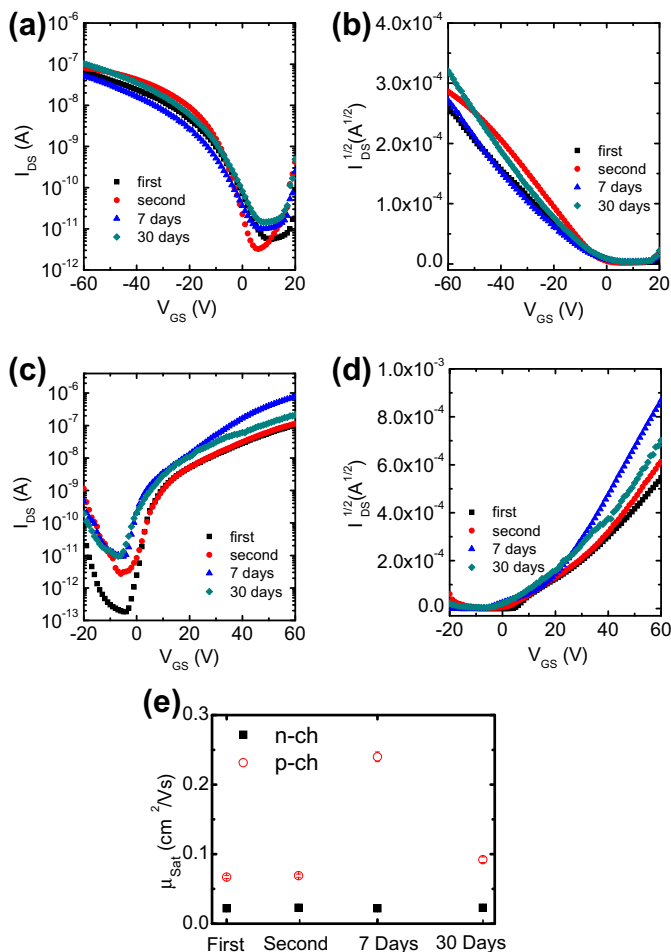 (a)
10^-6
10^-7
10^-8
10^-9
10^-10
10^-11
10^-12
I_DS (A)
first
second
7 days
30 days
-60 -40 -20 0 20
V_GS (V)
(b)
4.0x10^-4
3.0x10^-4
2.0x10^-4
1.0x10^-4
0.0
I_DS^1/2(A^1/2)
first
second
7 days
30 days
-60 -40 -20 0 20
V_GS (V)
(c)
10^-6
10^-7
10^-8
10^-9
10^-10
10^-11
10^-12
10^-13
I_DS (A)
first
second
7 days
30 days
-20 0 20 40 60
V_GS (V)
(d)
1.0x10^-3
8.0x10^-4
6.0x10^-4
4.0x10^-4
2.0x10^-4
0.0
I_DS^1/2(A^1/2)
first
second
7 days
30 days
-20 0 20 40 60
V_GS (V)
(e)
0.3
0.2
0.1
0.0
μ_Sat (cm^2/Vs)
n-ch
p-ch
First Second 7 Days 30 Days